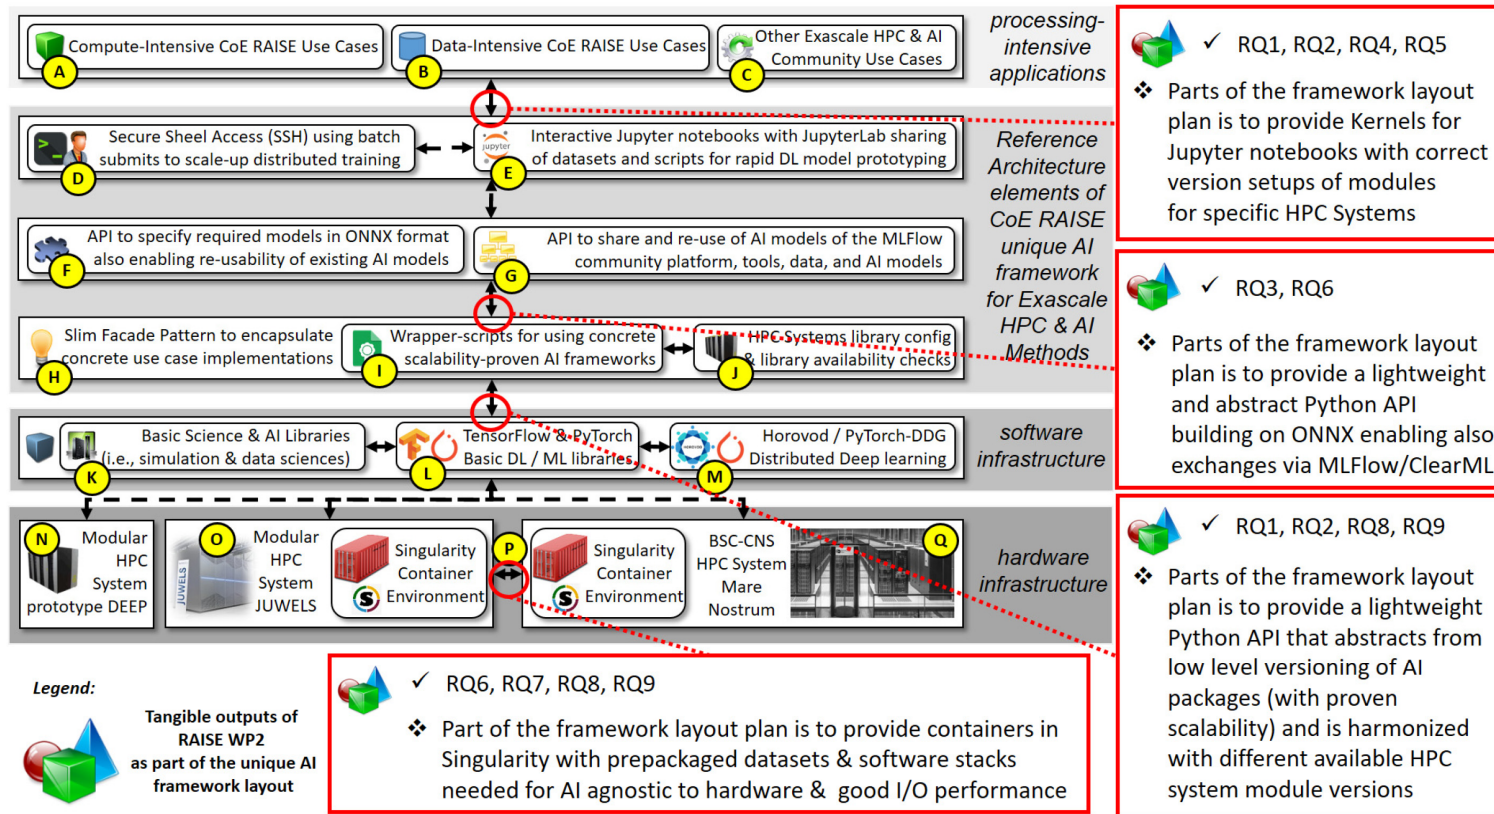 Compute-Intensive CoE RAISE Use Cases
A
Data-Intensive CoE RAISE Use Cases
B
Other Exascale HPC & AI
Community Use Cases
C
processing-
intensive
applications
Secure Sheel Access (SSH) using batch
submits to scale-up distributed training
D
jupyter
Interactive Jupyter notebooks with JupyterLab sharing
of datasets and scripts for rapid DL model prototyping
E
API to specify required models in ONNX format
also enabling re-usability of existing AI models
F
API to share and re-use of AI models of the MLFlow
community platform, tools, data, and AI models
G
Slim Facade Pattern to encapsulate
concrete use case implementations
H
Wrapper-scripts for using concrete
scalability-proven AI frameworks
I
HPC-Systems library config
& library availability checks
J
Reference
Architecture
elements of
CoE RAISE
unique AI
framework
for Exascale
HPC & AI
Methods
Basic Science & AI Libraries
(i.e., simulation & data sciences)
K
TensorFlow & PyTorch
Basic DL / ML libraries
L
Horovod / PyTorch-DDG
Distributed Deep learning
M
software
infrastructure
N
Modular
HPC
System
prototype DEEP
O
JUWELS
Modular
HPC
System
JUWELS
Singularity
Container
Environment
S
P
Singularity
Container
Environment
S
BSC-CNS
HPC System
Mare
Nostrum
Q
hardware
infrastructure
Legend:
Tangible outputs of
RAISE WP2
as part of the unique AI
framework layout
✓ RQ6, RQ7, RQ8, RQ9
❖ Part of the framework layout plan is to provide containers in
Singularity with prepackaged datasets & software stacks
needed for AI agnostic to hardware & good I/O performance
✓ RQ1, RQ2, RQ4, RQ5
❖ Parts of the framework layout
plan is to provide Kernels for
Jupyter notebooks with correct
version setups of modules
for specific HPC Systems
✓ RQ3, RQ6
❖ Parts of the framework layout
plan is to provide a lightweight
and abstract Python API
building on ONNX enabling also
exchanges via MLFlow/ClearML
✓ RQ1, RQ2, RQ8, RQ9
❖ Parts of the framework layout
plan is to provide a lightweight
Python API that abstracts from
low level versioning of AI
packages (with proven
scalability) and is harmonized
with different available HPC
system module versions